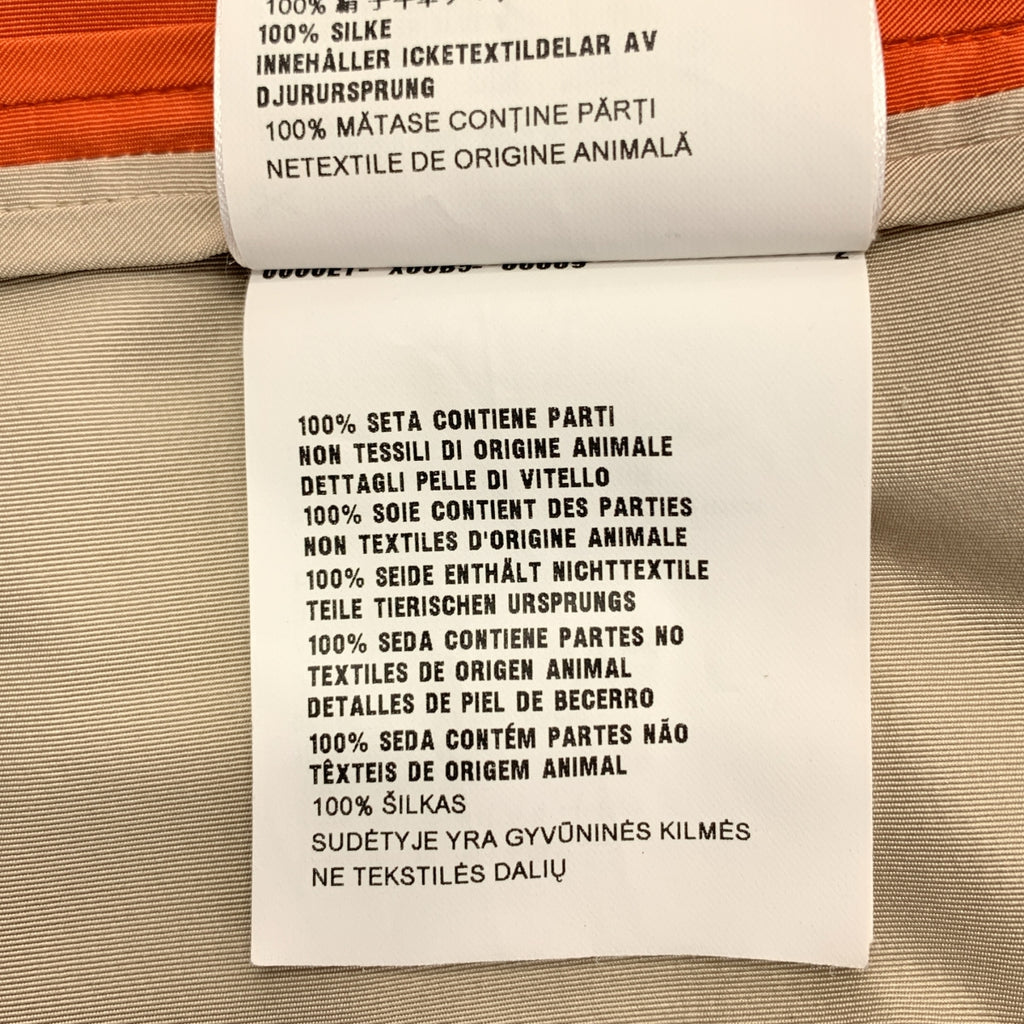 100% 絹
100% SILKE
INNEHÅLLER ICKETEXTILDELAR AV
DJURURSPRUNG
100% MĂTASE CONȚINE PĂRȚI
NETEXTILE DE ORIGINE ANIMALĂ
2
100% SETA CONTIENE PARTI
NON TESSILI DI ORIGINE ANIMALE
DETTAGLI PELLE DI VITELLO
100% SOIE CONTIENT DES PARTIES
NON TEXTILES D'ORIGINE ANIMALE
100% SEIDE ENTHÄLT NICHTTEXTILE
TEILE TIERISCHEN URSPRUNGS
100% SEDA CONTIENE PARTES NO
TEXTILES DE ORIGEN ANIMAL
DETALLES DE PIEL DE BECERRO
100% SEDA CONTÉM PARTES NÃO
TÊXTEIS DE ORIGEM ANIMAL
100% ŠILKAS
SUDĖTYJE YRA GYVŪNINĖS KILMĖS
NE TEKSTILĖS DALIŲ